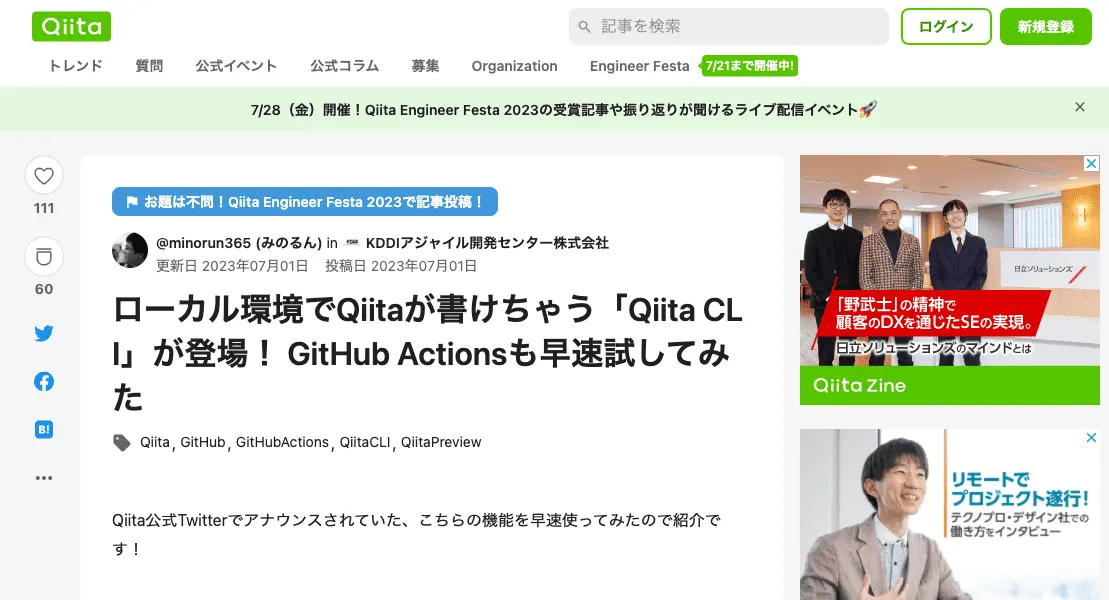 Qiita
記事を検索
ログイン
新規登録
トレンド
質問
公式イベント
公式コラム
募集
Organization
Engineer Festa
7/21まで開催中!
7/28（金）開催！Qiita Engineer Festa 2023の受賞記事や振り返りが聞けるライブ配信イベント🚀
111
60
B!
お題は不問！Qiita Engineer Festa 2023で記事投稿！
@minorun365 (みのるん) in KDDIアジャイル開発センター株式会社
更新日 2023年07月01日 投稿日 2023年07月01日
ローカル環境でQiitaが書けちゃう「Qiita CL
I」が登場！ GitHub Actionsも早速試してみ
た
Qiita, GitHub, GitHubActions, QiitaCLI, QiitaPreview
Qiita公式Twitterでアナウンスされていた、こちらの機能を早速使ってみたので紹介で
す！
日立ソリューションズ
「野武士」の精神で
顧客のDXを通じたSEの実現。
日立ソリューションズのマインドとは
Qiita Zine
リモートで
プロジェクト遂行!
テクノプロ・デザイン社での
働き方をインタビュー